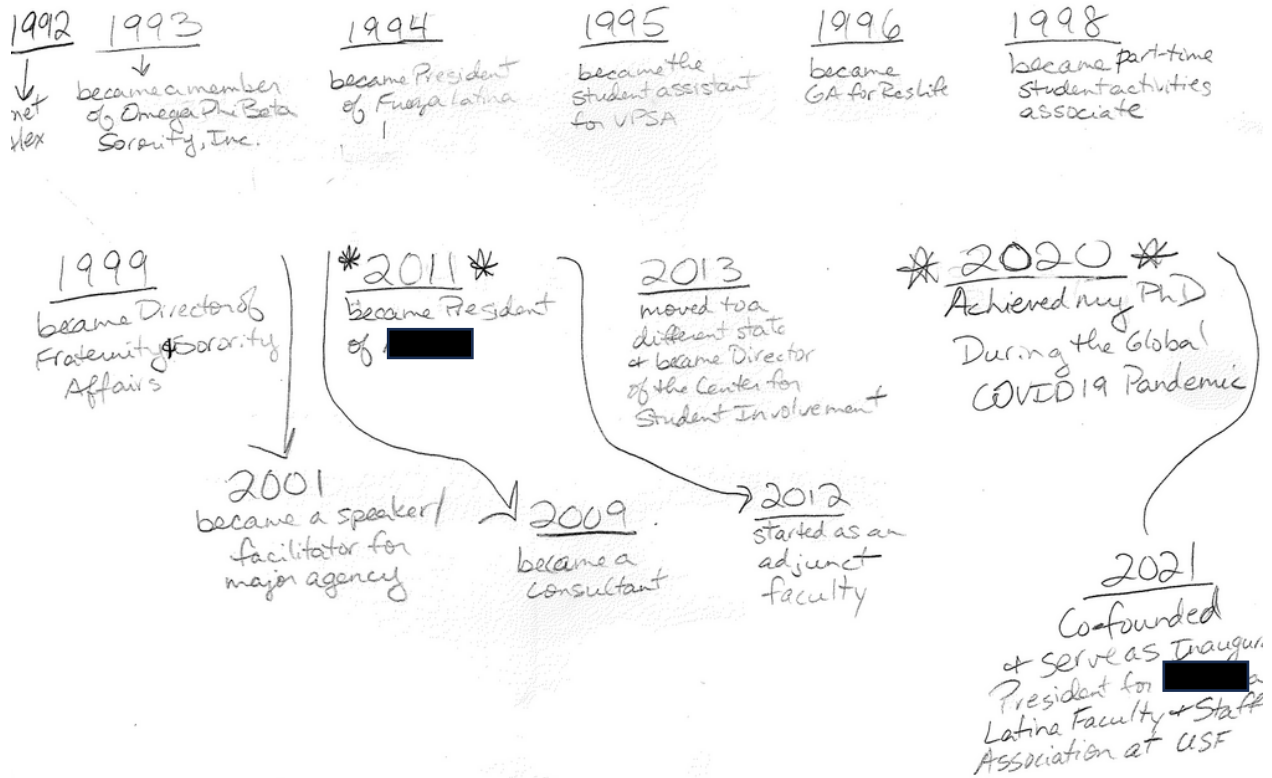 1992
net
lex
1993
became a member
of Omega Phi Beta
Sorority, Inc.
1994
became President
of Fuerza Latina
1995
became the
student assistant
for VPSA
1996
became
GA for ResLife
1998
became part-time
student activities
associate
1999
became Director of
Fraternity & Sorority
Affairs
2001
became a speaker/
facilitator for
major agency
* 2011 *
became President
of
2009
became a
consultant
2012
started as an
adjunct
faculty
2013
moved to a
different state
& became Director
of the Center for
Student Involvement
* 2020 *
Achieved my PhD
During the Global
COVID19 Pandemic
2021
Co-founded
& serve as Inaugur
President for
Latina Faculty & Staff
Association at USF